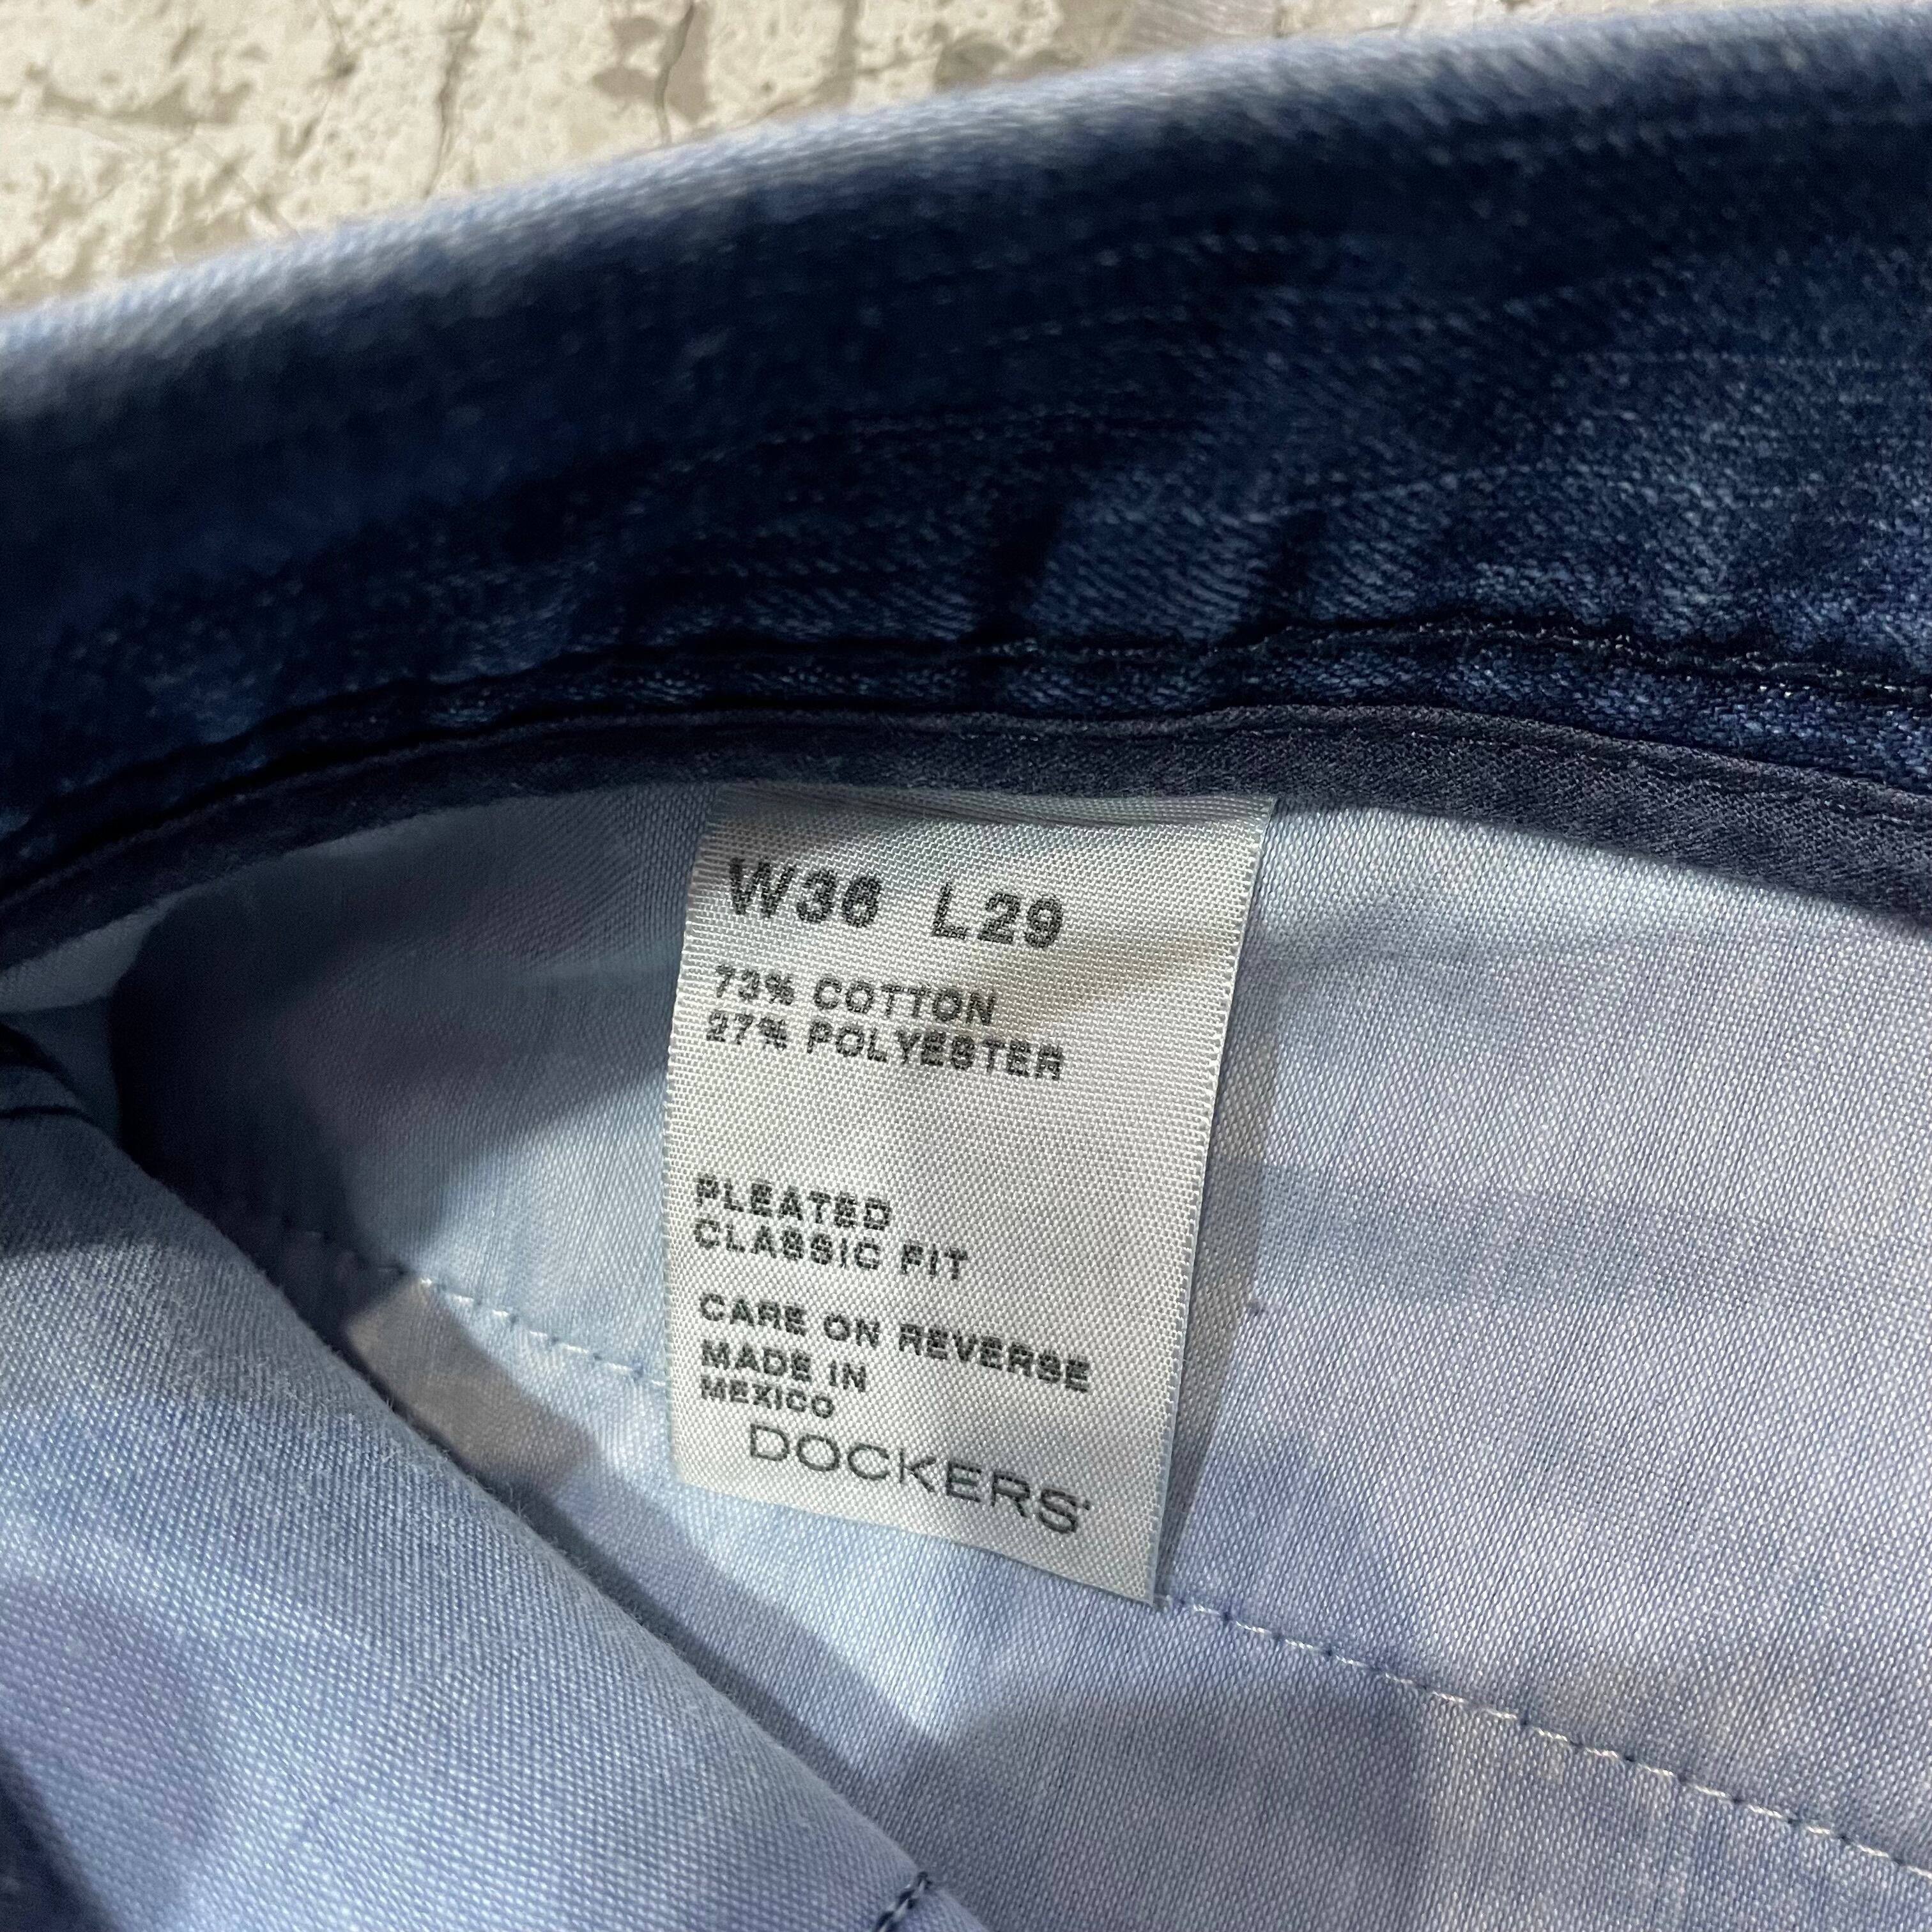 W36 L29
73% COTTON
27% POLYESTER
PLEATED
CLASSIC FIT
CARE ON REVERSE
MADE IN
MEXICO
DOCKERS®